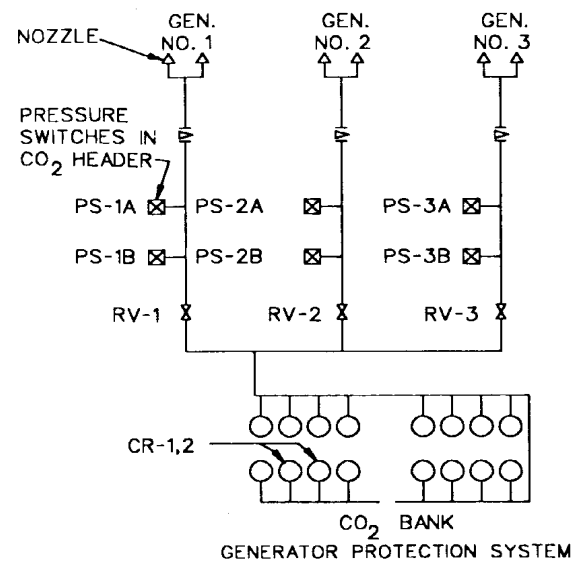 NOZZLE
GEN.
NO. 1
GEN.
NO. 2
GEN.
NO. 3
PRESSURE
SWITCHES IN
CO2 HEADER
PS-1A
PS-2A
PS-3A
PS-1B
PS-2B
PS-3B
RV-1
RV-2
RV-3
CR-1,2
CO2 BANK
GENERATOR PROTECTION SYSTEM